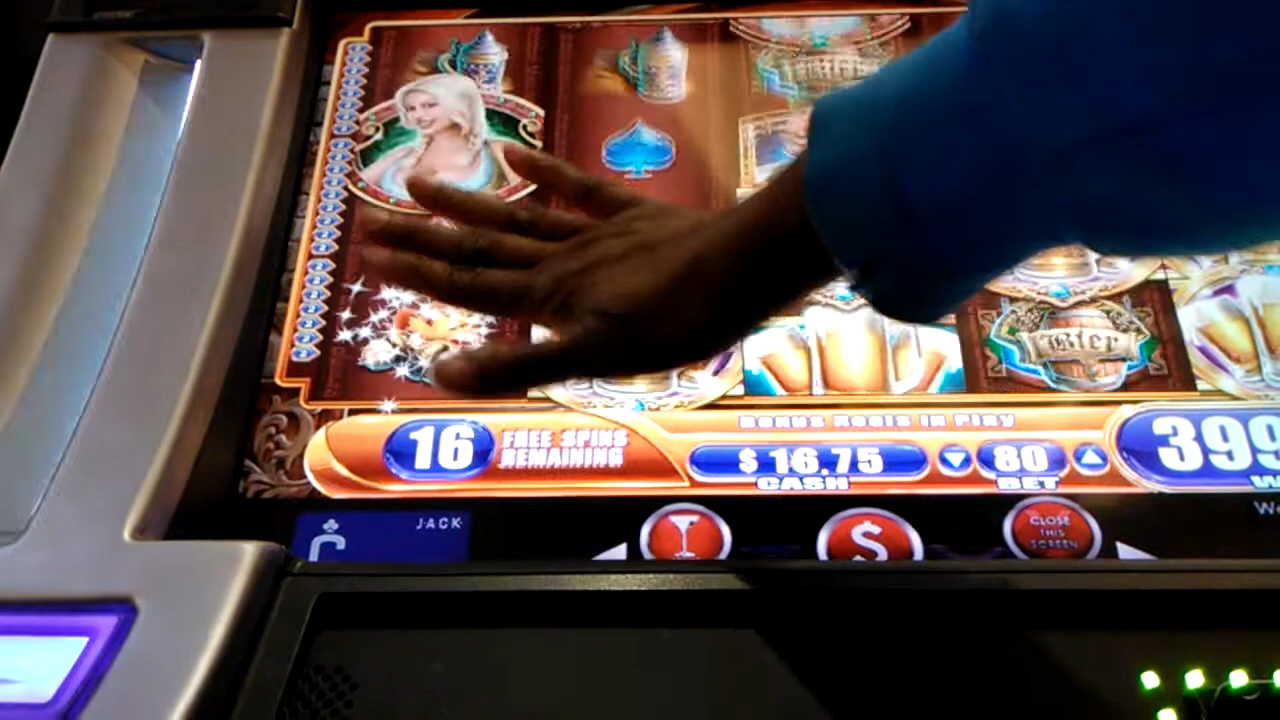 Bier
Bonus Reels in Play
16
FREE SPINS
REMAINING
$ 16.75
CASH
80
BET
399
JACK
$
CLOSE
THIS
SCREEN